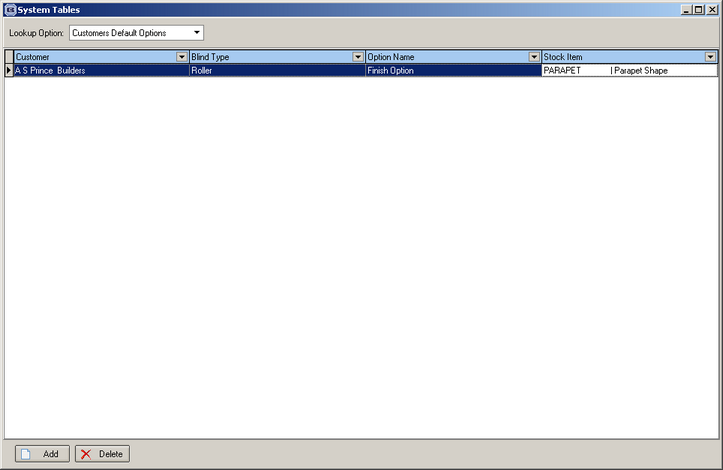 System Tables
Lookup Option: Customers Default Options
Customer Blind Type Option Name Stock Item
A S Prince Builders Roller Finish Option PARAPET | Parapet Shape
Add Delete